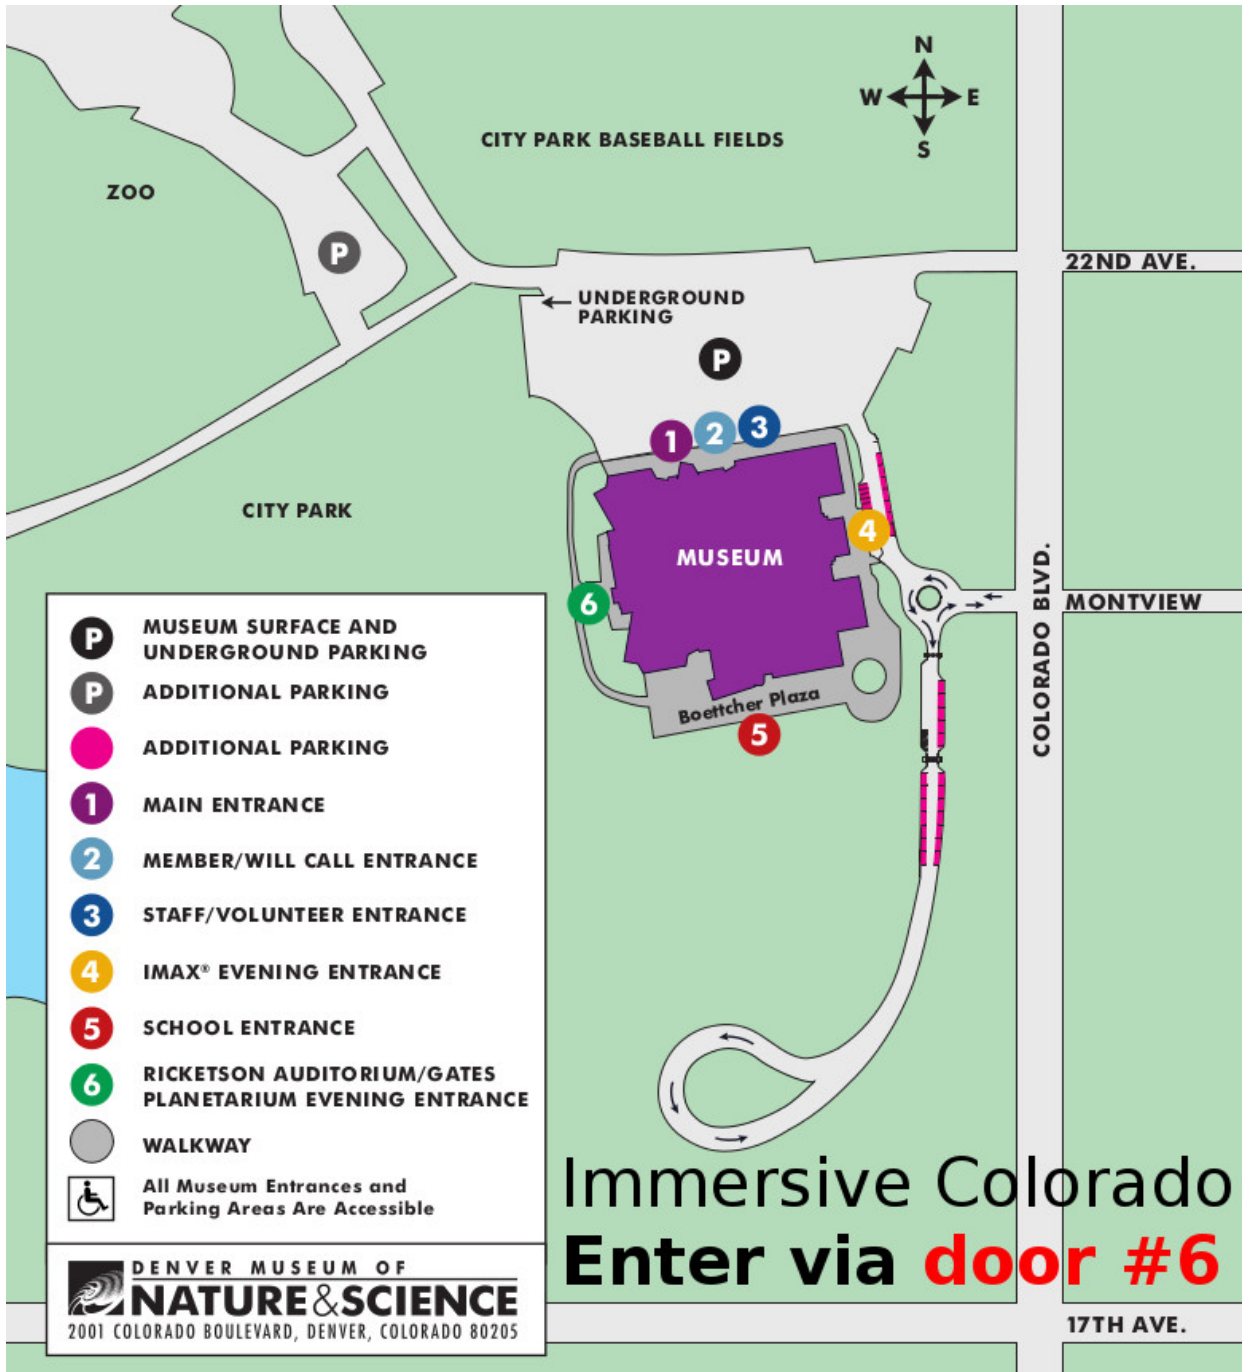 N
W E
S
CITY PARK BASEBALL FIELDS
ZOO
P
22ND AVE.
UNDERGROUND
PARKING
P
1 2 3
CITY PARK
4
MUSEUM
6
COLORADO BLVD.
MONTVIEW
Boettcher Plaza
5
P MUSEUM SURFACE AND
UNDERGROUND PARKING
P ADDITIONAL PARKING
ADDITIONAL PARKING
1 MAIN ENTRANCE
2 MEMBER/WILL CALL ENTRANCE
3 STAFF/VOLUNTEER ENTRANCE
4 IMAX® EVENING ENTRANCE
5 SCHOOL ENTRANCE
6 RICKETSON AUDITORIUM/GATES
PLANETARIUM EVENING ENTRANCE
WALKWAY
All Museum Entrances and
Parking Areas Are Accessible
DENVER MUSEUM OF
NATURE&SCIENCE
2001 COLORADO BOULEVARD, DENVER, COLORADO 80205
Immersive Colorado
Enter via door #6
17TH AVE.